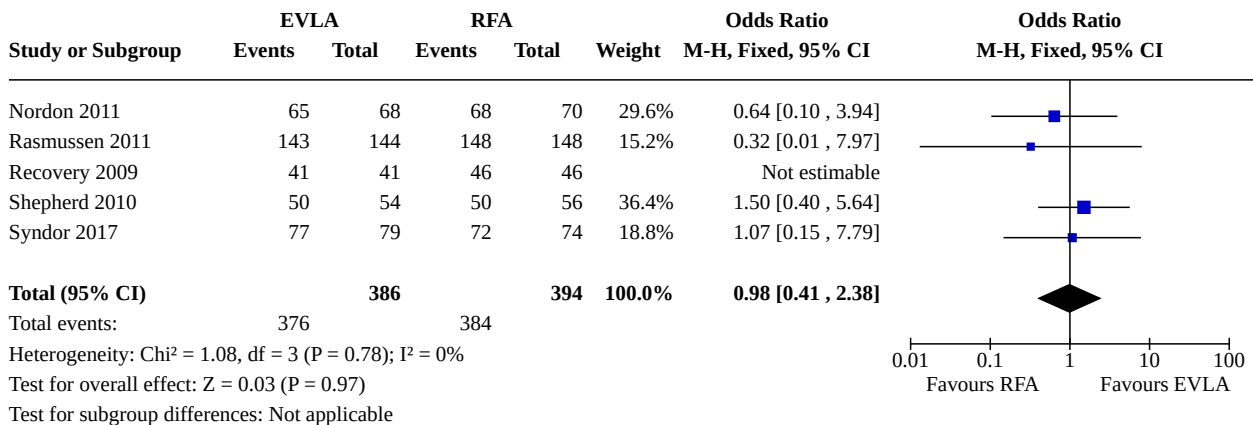 EVLA RFA Odds Ratio Odds Ratio
Study or Subgroup Events Total Events Total Weight M-H, Fixed, 95% CI M-H, Fixed, 95% CI
Nordon 2011 65 68 68 70 29.6% 0.64 [0.10 , 3.94]
Rasmussen 2011 143 144 148 148 15.2% 0.32 [0.01 , 7.97]
Recovery 2009 41 41 46 46 Not estimable
Shepherd 2010 50 54 50 56 36.4% 1.50 [0.40 , 5.64]
Syndor 2017 77 79 72 74 18.8% 1.07 [0.15 , 7.79]
Total (95% CI) 386 394 100.0% 0.98 [0.41 , 2.38]
Total events: 376 384
Heterogeneity: Chi² = 1.08, df = 3 (P = 0.78); I² = 0%
Test for overall effect: Z = 0.03 (P = 0.97)
Test for subgroup differences: Not applicable
0.01 0.1 1 10 100
Favours RFA Favours EVLA